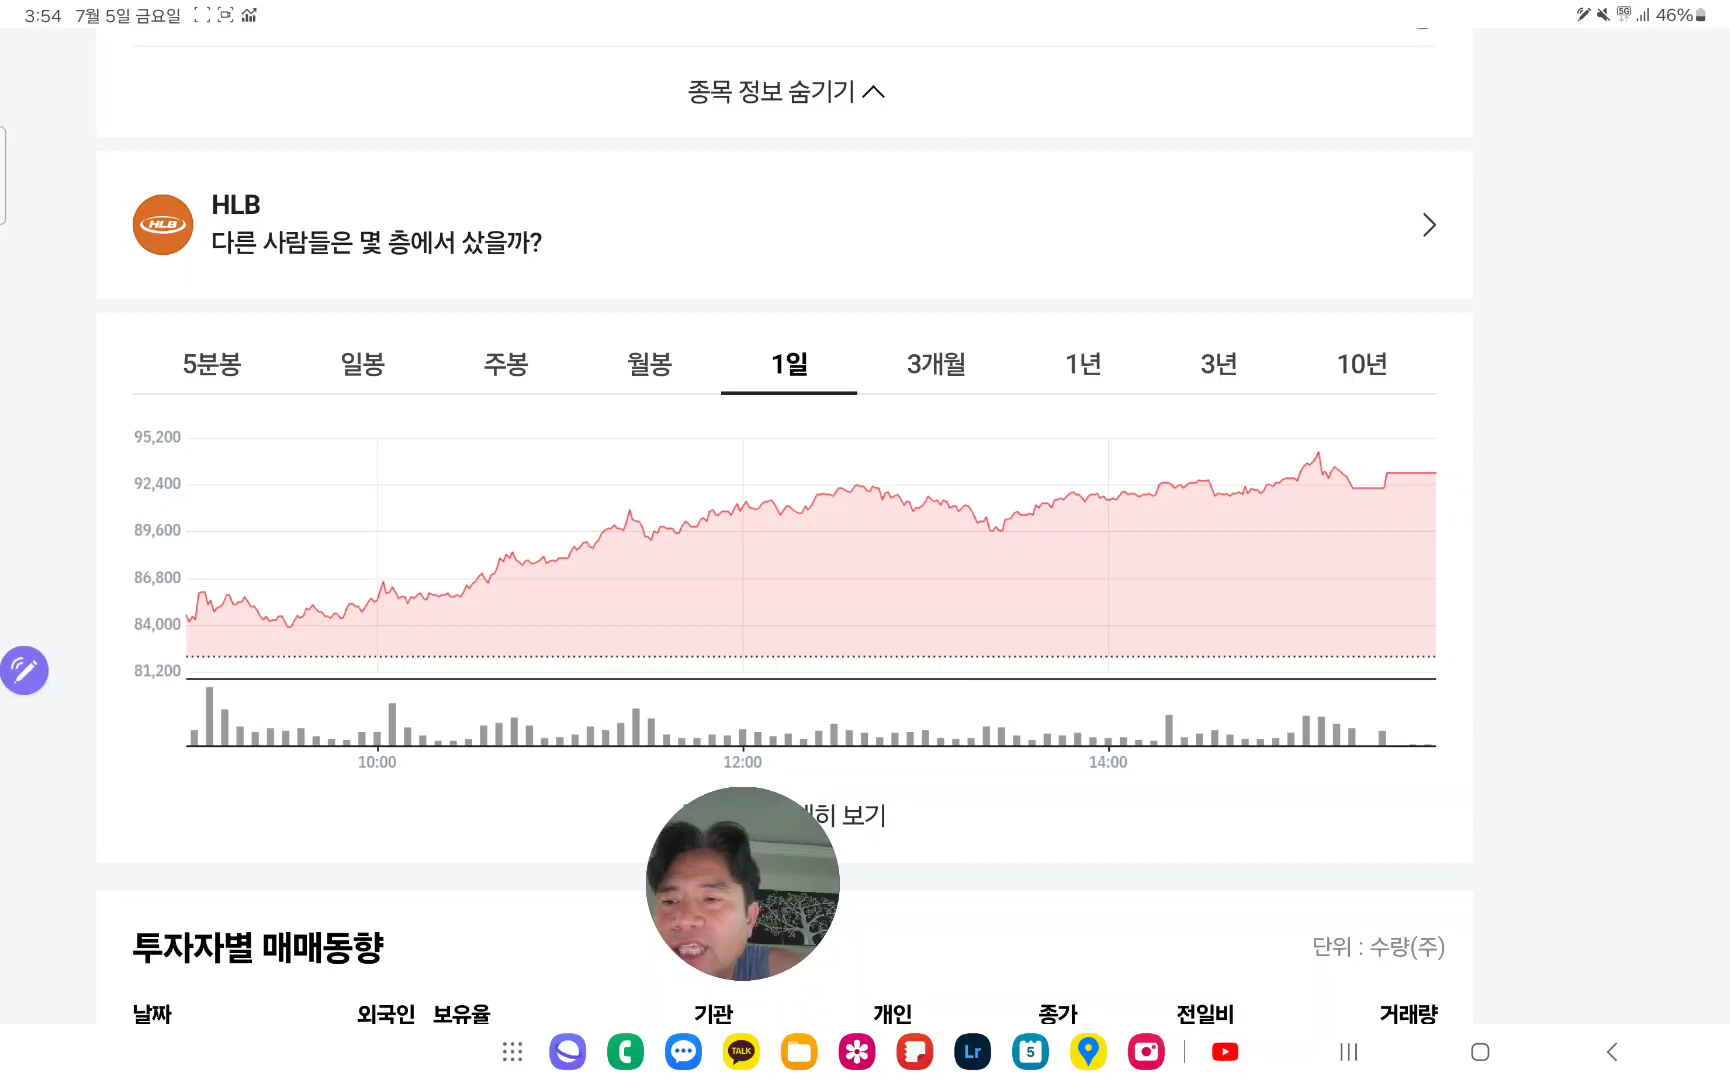 3:54 7월 5일 금요일
5G 46%
종목 정보 숨기기
HLB
HLB
다른 사람들은 몇 층에서 샀을까?
5분봉 일봉 주봉 월봉 1일 3개월 1년 3년 10년
95,200
92,400
89,600
86,800
84,000
81,200
10:00 12:00 14:00
히 보기
투자자별 매매동향
단위 : 수량(주)
날짜 외국인 보유율 기관 개인 종가 전일비 거래량
TALK Lr 5